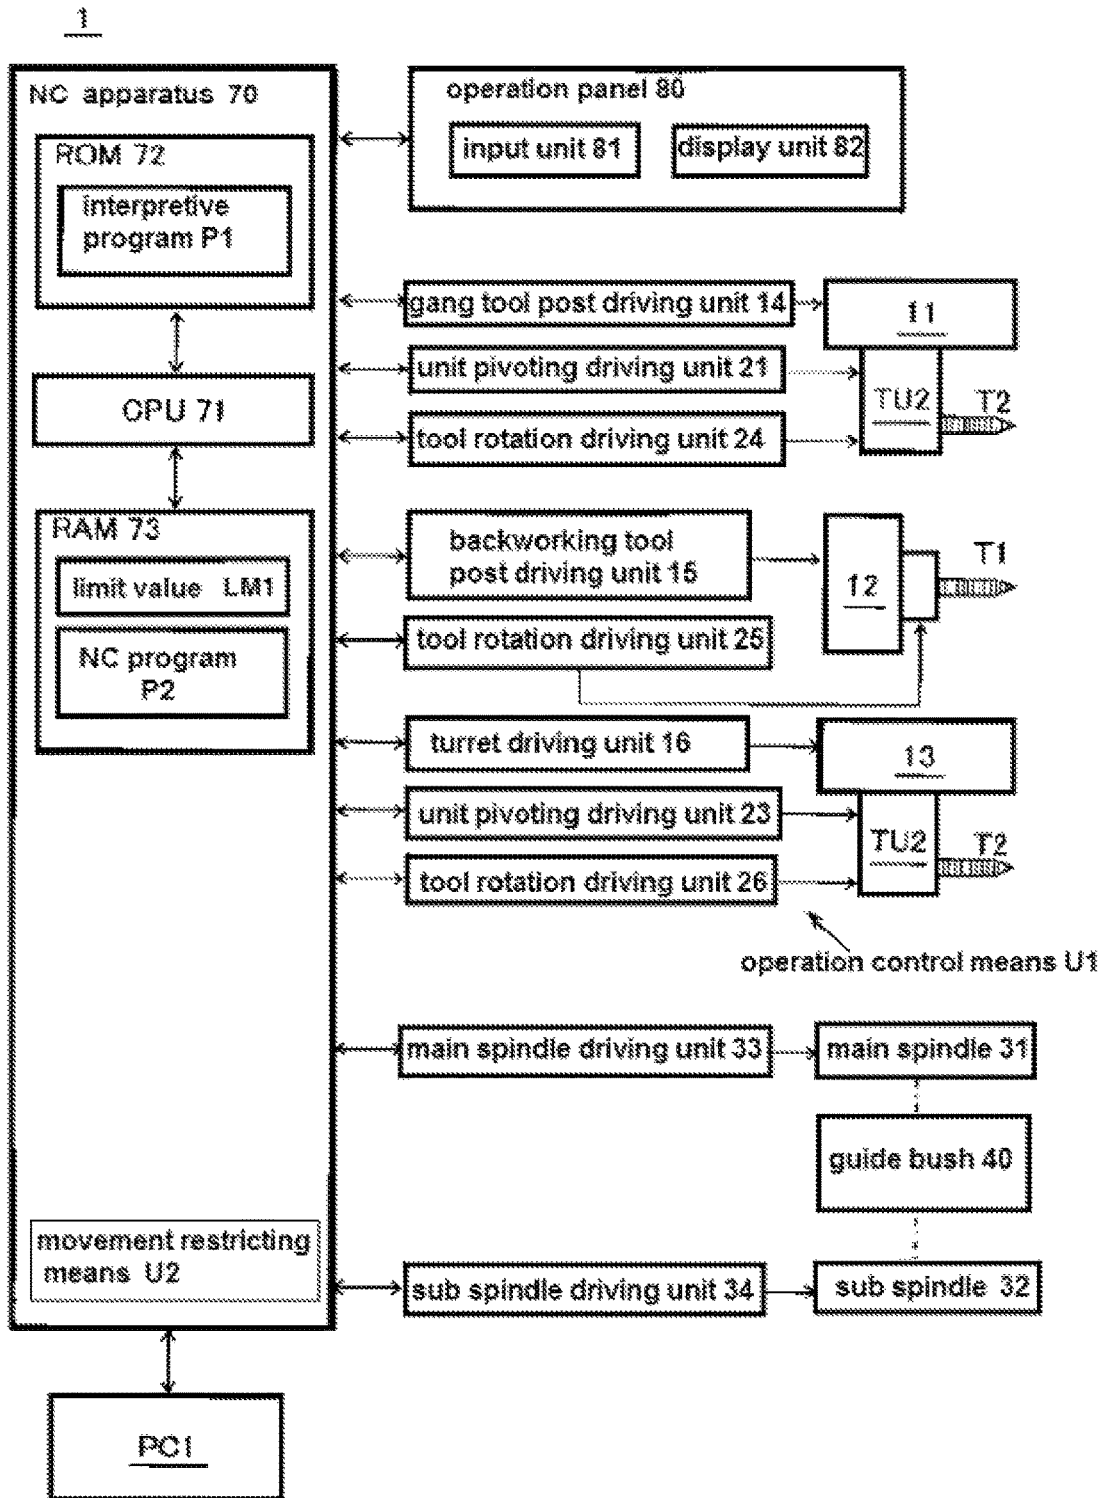 1
NC apparatus 70
ROM 72
interpretive
program P1
CPU 71
RAM 73
limit value LM1
NC program
P2
movement restricting
means U2
PC1
operation panel 80
input unit 81
display unit 82
gang tool post driving unit 14
11
unit pivoting driving unit 21
TU2
T2
tool rotation driving unit 24
backworking tool
post driving unit 15
12
T1
tool rotation driving unit 25
turret driving unit 16
13
unit pivoting driving unit 23
TU2
T2
tool rotation driving unit 26
operation control means U1
main spindle driving unit 33
main spindle 31
guide bush 40
sub spindle driving unit 34
sub spindle 32